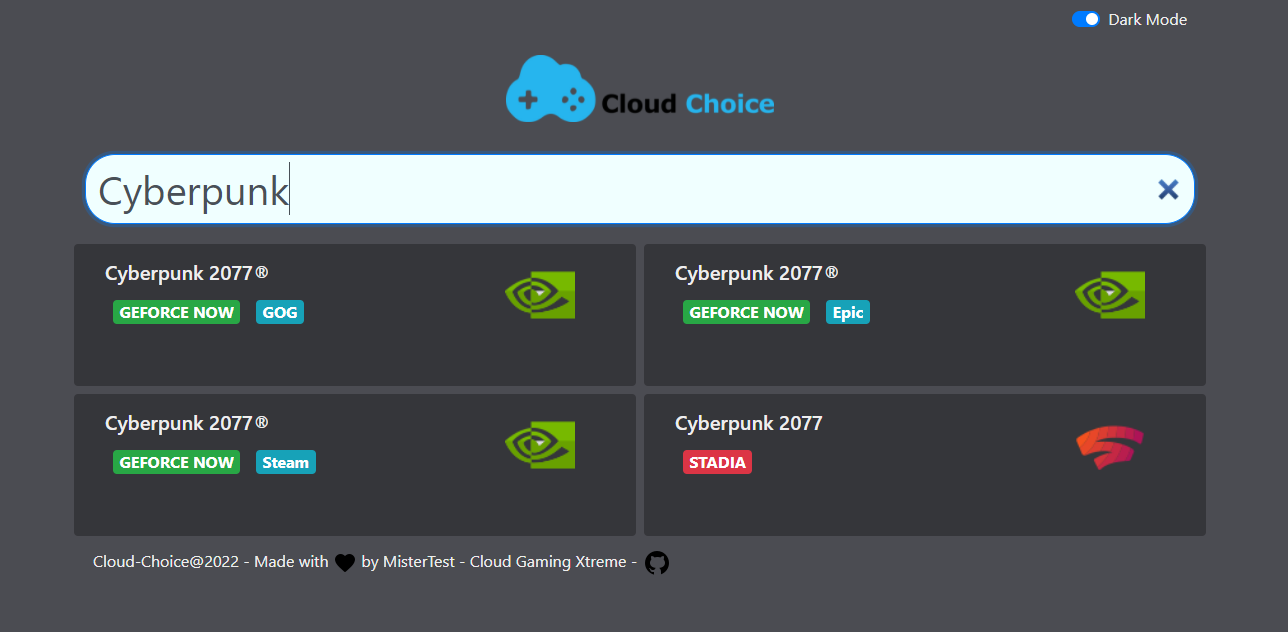 Dark Mode
Cloud Choice
Cyberpunk
Cyberpunk 2077®
GEFORCE NOW GOG
Cyberpunk 2077®
GEFORCE NOW Epic
Cyberpunk 2077®
GEFORCE NOW Steam
Cyberpunk 2077
STADIA
Cloud-Choice@2022 - Made with by MisterTest - Cloud Gaming Xtreme -